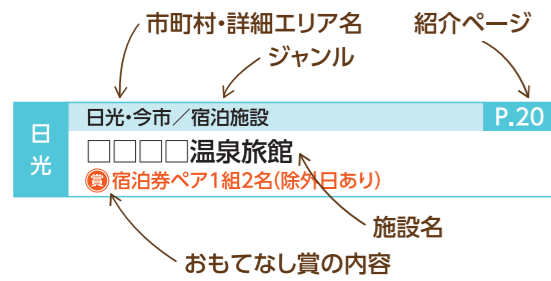 市町村・詳細エリア名
紹介ページ
ジャンル
日光
日光・今市／宿泊施設
P.20
□□□□温泉旅館
賞 宿泊券ペア1組2名(除外日あり)
施設名
おもてなし賞の内容